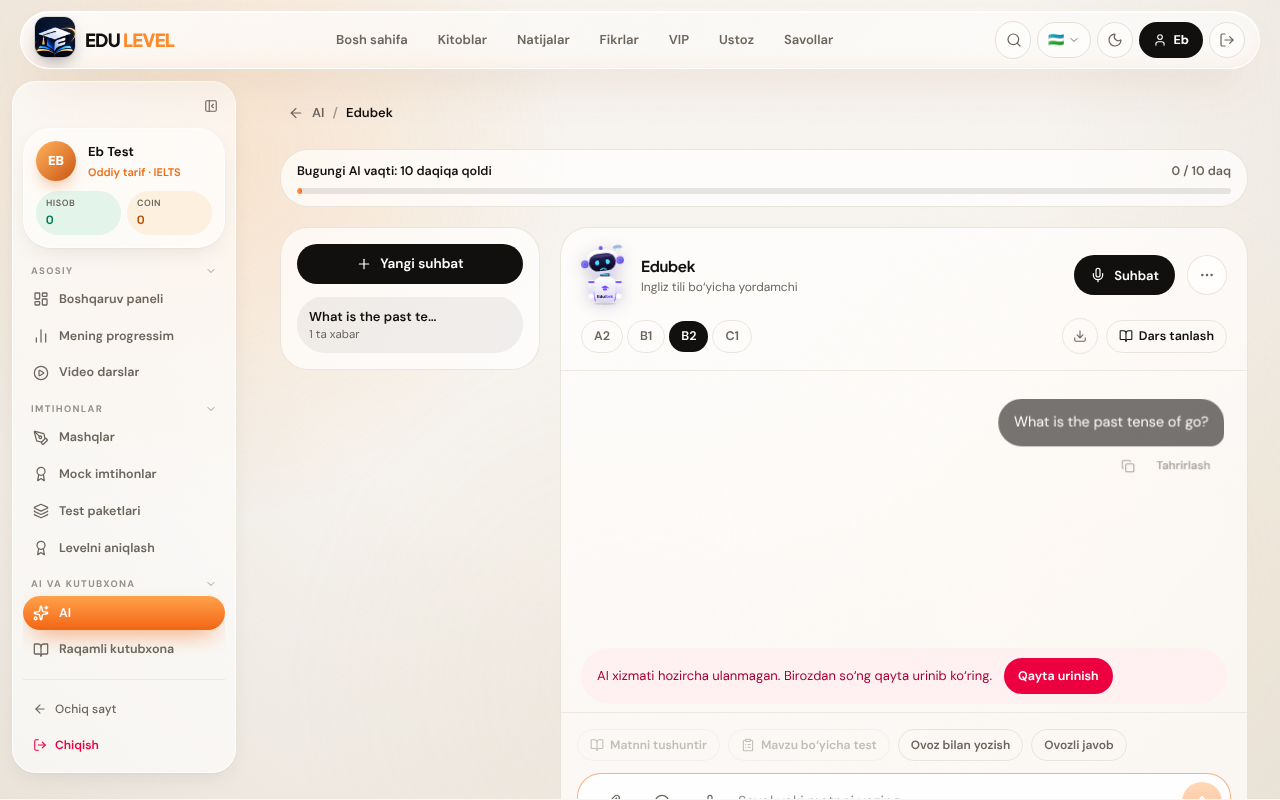 EDU LEVEL
Bosh sahifa Kitoblar Natijalar Fikrlar VIP Ustoz Savollar
Eb
EB
Eb Test
Oddiy tarif · IELTS
HISOB
0
COIN
0
ASOSIY
Boshqaruv paneli
Mening progressim
Video darslar
IMTIHONLAR
Mashqlar
Mock imtihonlar
Test paketlari
Levelni aniqlash
AI VA KUTUBXONA
AI
Raqamli kutubxona
Ochiq sayt
Chiqish
AI / Edubek
Bugungi AI vaqti: 10 daqiqa qoldi 0 / 10 daq
Yangi suhbat
What is the past te...
1 ta xabar
Edubek
Edubek
Ingliz tili bo‘yicha yordamchi
Suhbat
A2 B1 B2 C1
Dars tanlash
What is the past tense of go?
Tahrirlash
AI xizmati hozircha ulanmagan. Birozdan so‘ng qayta urinib ko‘ring. Qayta urinish
Matnni tushuntir Mavzu bo‘yicha test Ovoz bilan yozish Ovozli javob